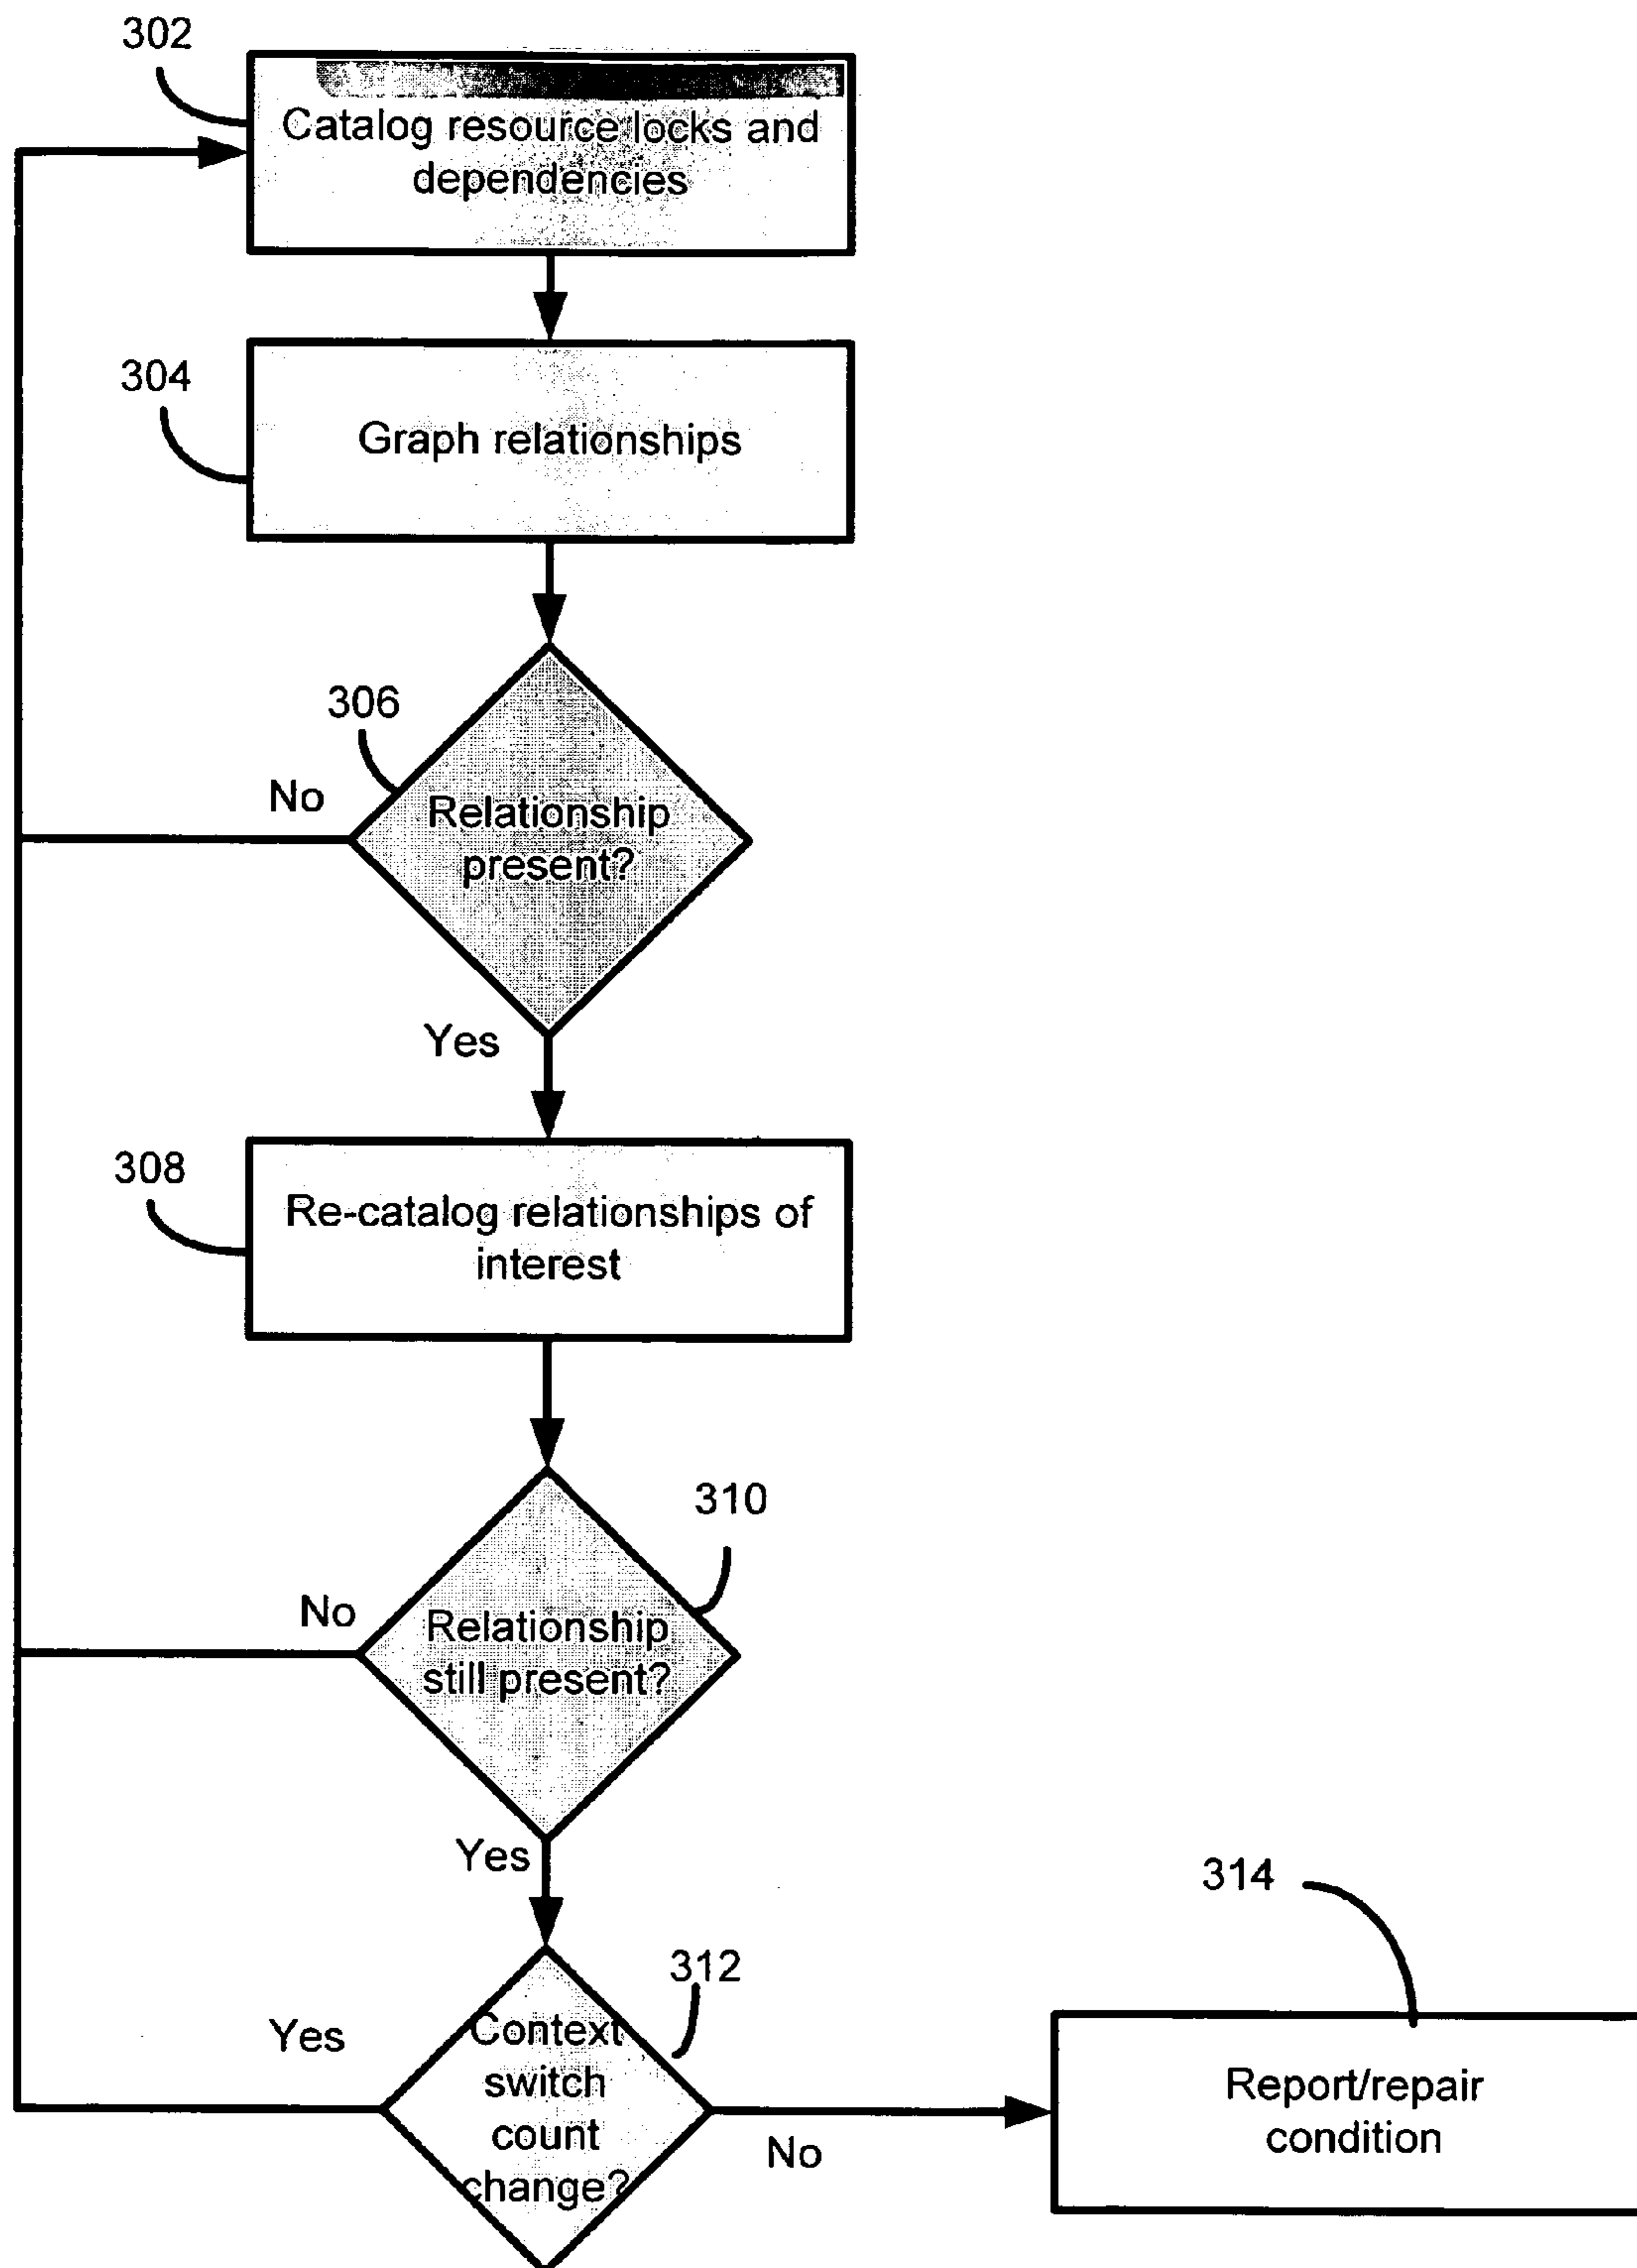 302
Catalog resource locks and
dependencies
304
Graph relationships
306
No
Relationship
present?
Yes
308
Re-catalog relationships of
interest
310
No
Relationship
still present?
Yes
314
312
Yes
Context
switch
count
change?
No
Report/repair
condition